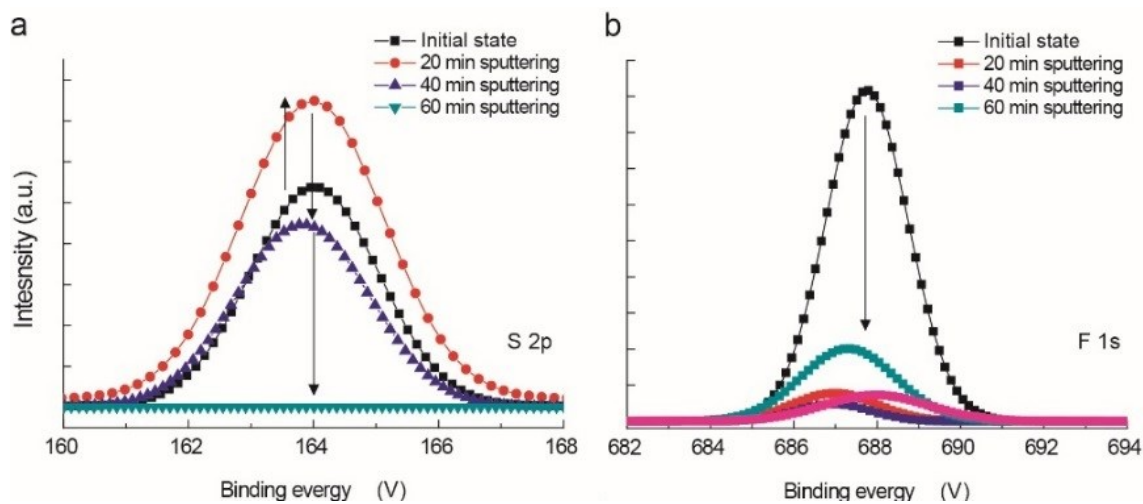 a
Initial state
20 min sputtering
40 min sputtering
60 min sputtering
Intesnsity (a.u.)
S 2p
160 162 164 166 168
Binding evergy (V)
b
Initial state
20 min sputtering
40 min sputtering
60 min sputtering
F 1s
682 684 686 688 690 692 694
Binding evergy (V)